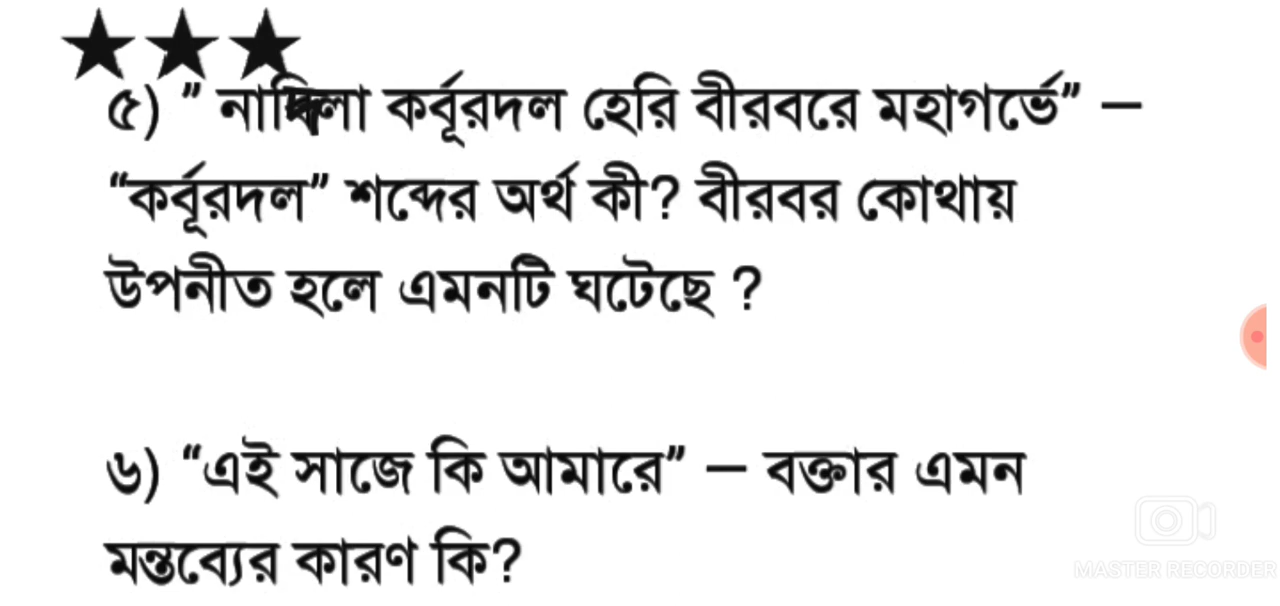 ৫) " নাদিলা কর্বূরদল হেরি বীরবরে মহাগর্ভে" –
"কর্বূরদল" শব্দের অর্থ কী? বীরবর কোথায়
উপনীত হলে এমনটি ঘটেছে ?
৬) "এই সাজে কি আমারে" – বক্তার এমন
মন্তব্যের কারণ কি?
MASTER RECORDER